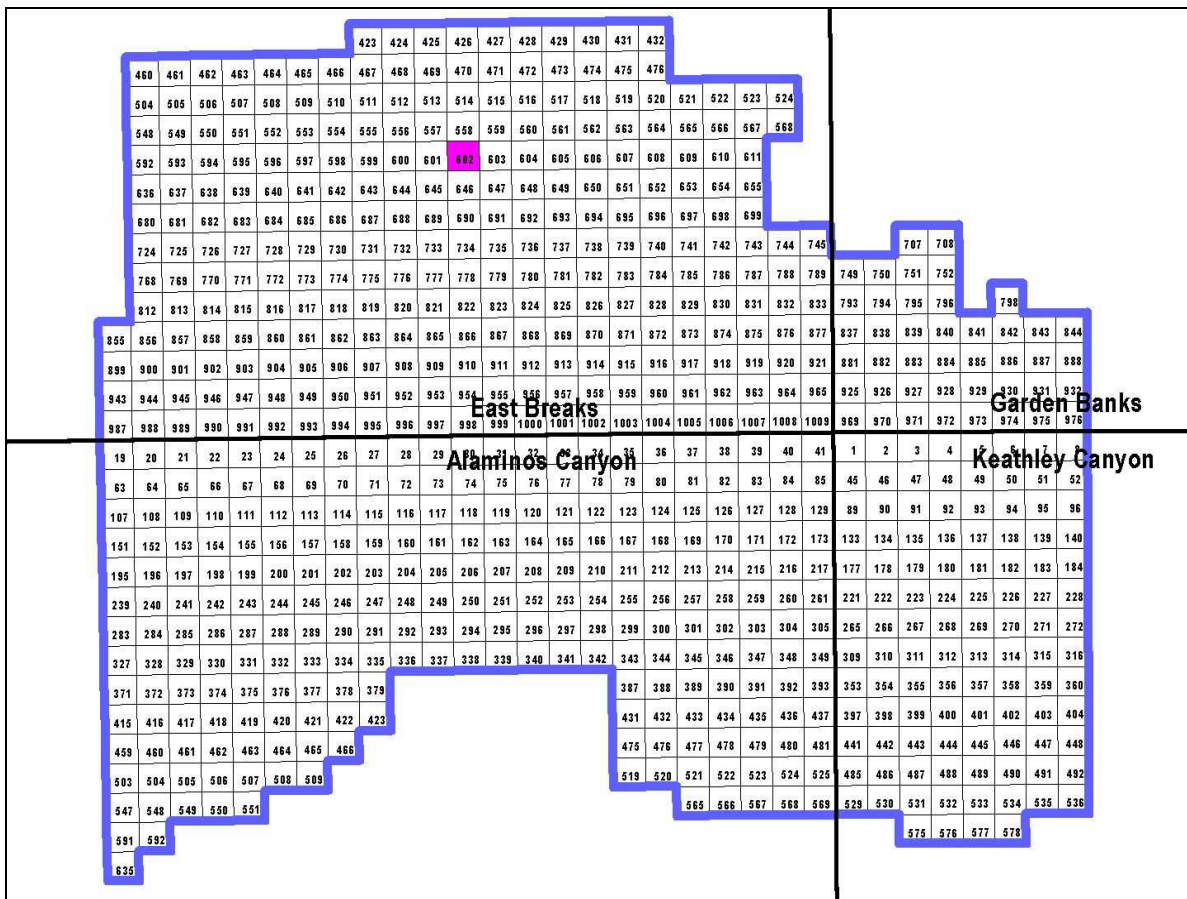 423 424 425 426 427 428 429 430 431 432
460 461 462 463 464 465 466 467 468 469 470 471 472 473 474 475 476
504 505 506 507 508 509 510 511 512 513 514 515 516 517 518 519 520 521 522 523 524
548 549 550 551 552 553 554 555 556 557 558 559 560 561 562 563 564 565 566 567 568
592 593 594 595 596 597 598 599 600 601 602 603 604 605 606 607 608 609 610 611
636 637 638 639 640 641 642 643 644 645 646 647 648 649 650 651 652 653 654 655
680 681 682 683 684 685 686 687 688 689 690 691 692 693 694 695 696 697 698 699
724 725 726 727 728 729 730 731 732 733 734 735 736 737 738 739 740 741 742 743 744 745 707 708
768 769 770 771 772 773 774 775 776 777 778 779 780 781 782 783 784 785 786 787 788 789 749 750 751 752
812 813 814 815 816 817 818 819 820 821 822 823 824 825 826 827 828 829 830 831 832 833 793 794 795 796 798
855 856 857 858 859 860 861 862 863 864 865 866 867 868 869 870 871 872 873 874 875 876 877 837 838 839 840 841 842 843 844
899 900 901 902 903 904 905 906 907 908 909 910 911 912 913 914 915 916 917 918 919 920 921 881 882 883 884 885 886 887 888
943 944 945 946 947 948 949 950 951 952 953 954 955 956 957 958 959 960 961 962 963 964 965 925 926 927 928 929 930 931 932
East Breaks Garden Banks
987 988 989 990 991 992 993 994 995 996 997 998 999 1000 1001 1002 1003 1004 1005 1006 1007 1008 1009 969 970 971 972 973 974 975 976
19 20 21 22 23 24 25 26 27 28 29 30 31 32 33 34 35 36 37 38 39 40 41 1 2 3 4 5 6 7 8
Alaminos Canyon Keathley Canyon
63 64 65 66 67 68 69 70 71 72 73 74 75 76 77 78 79 80 81 82 83 84 85 45 46 47 48 49 50 51 52
107 108 109 110 111 112 113 114 115 116 117 118 119 120 121 122 123 124 125 126 127 128 129 89 90 91 92 93 94 95 96
151 152 153 154 155 156 157 158 159 160 161 162 163 164 165 166 167 168 169 170 171 172 173 133 134 135 136 137 138 139 140
195 196 197 198 199 200 201 202 203 204 205 206 207 208 209 210 211 212 213 214 215 216 217 177 178 179 180 181 182 183 184
239 240 241 242 243 244 245 246 247 248 249 250 251 252 253 254 255 256 257 258 259 260 261 221 222 223 224 225 226 227 228
283 284 285 286 287 288 289 290 291 292 293 294 295 296 297 298 299 300 301 302 303 304 305 265 266 267 268 269 270 271 272
327 328 329 330 331 332 333 334 335 336 337 338 339 340 341 342 343 344 345 346 347 348 349 309 310 311 312 313 314 315 316
371 372 373 374 375 376 377 378 379 387 388 389 390 391 392 393 353 354 355 356 357 358 359 360
415 416 417 418 419 420 421 422 423 431 432 433 434 435 436 437 397 398 399 400 401 402 403 404
459 460 461 462 463 464 465 466 475 476 477 478 479 480 481 441 442 443 444 445 446 447 448
503 504 505 506 507 508 509 519 520 521 522 523 524 525 485 486 487 488 489 490 491 492
547 548 549 550 551 565 566 567 568 569 529 530 531 532 533 534 535 536
591 592 575 576 577 578
635